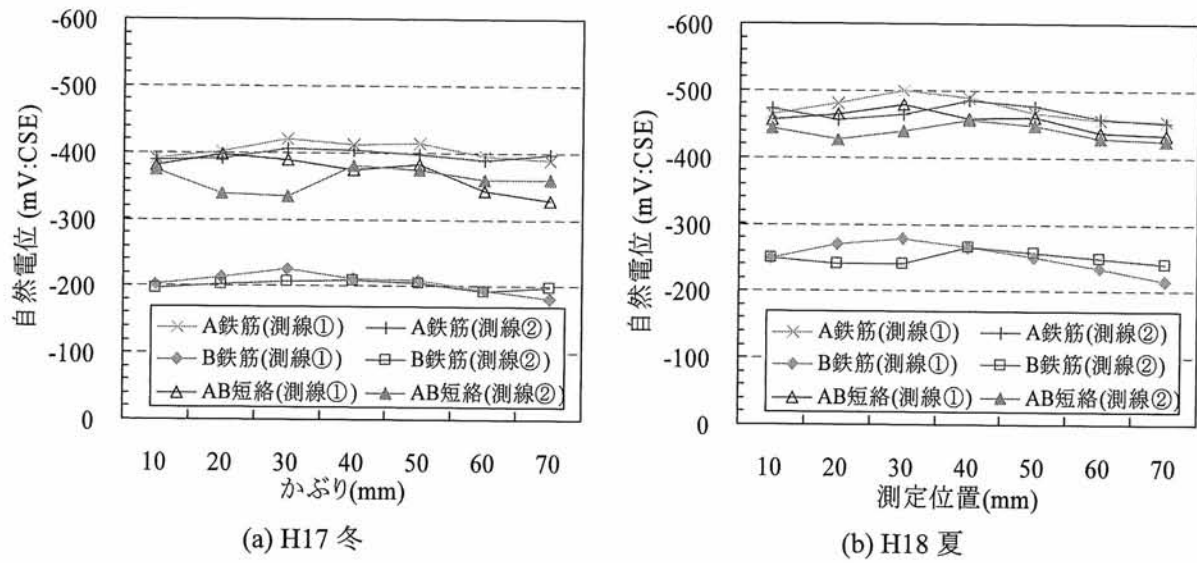 -600
-500
-400
-300
-200
-100
0
自然電位 (mV:CSE)
A鉄筋(測線①)
A鉄筋(測線②)
B鉄筋(測線①)
B鉄筋(測線②)
AB短絡(測線①)
AB短絡(測線②)
10 20 30 40 50 60 70
かぶり(mm)
(a) H17 冬
-600
-500
-400
-300
-200
-100
0
自然電位 (mV:CSE)
A鉄筋(測線①)
A鉄筋(測線②)
B鉄筋(測線①)
B鉄筋(測線②)
AB短絡(測線①)
AB短絡(測線②)
10 20 30 40 50 60 70
測定位置(mm)
(b) H18 夏